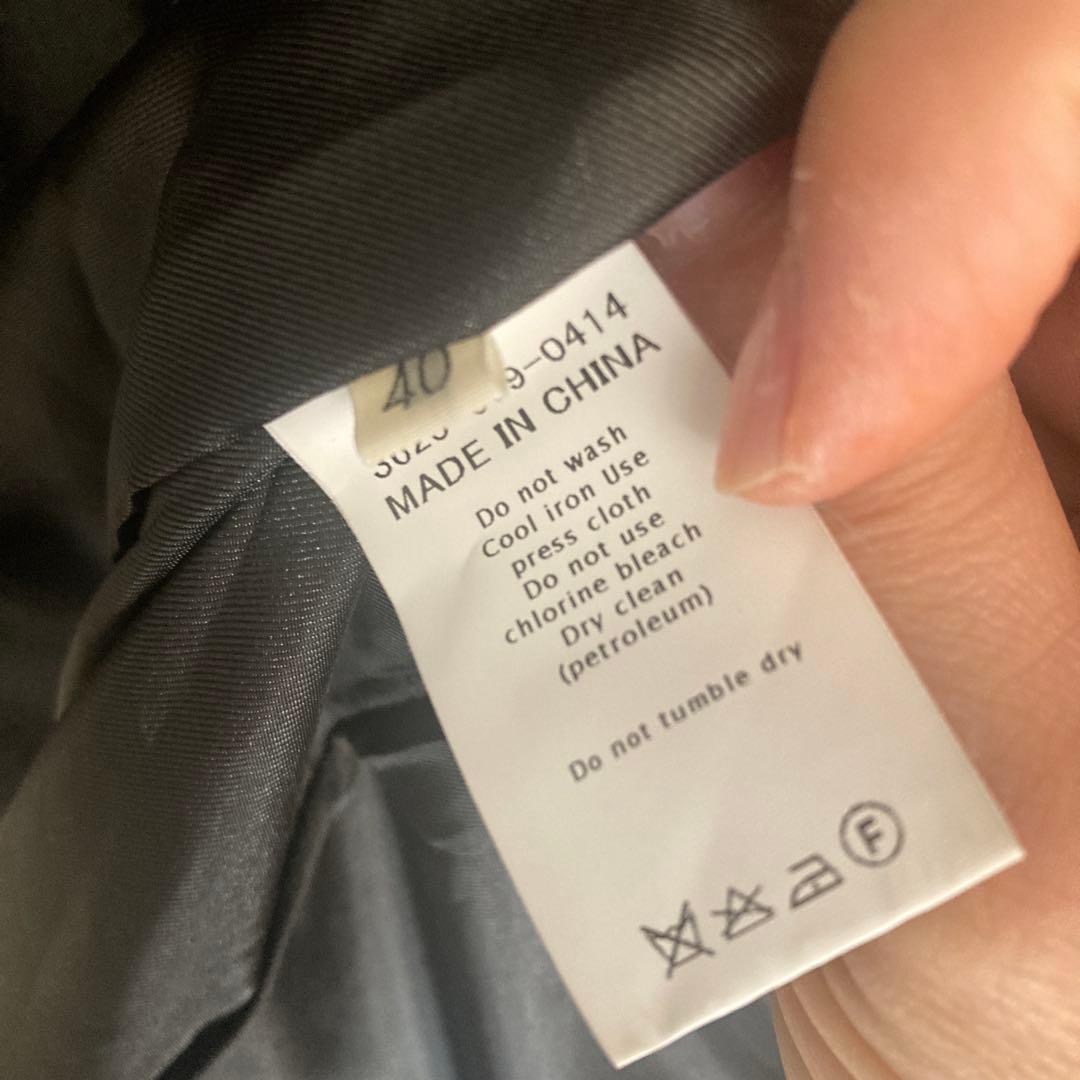 40
9-0414
MADE IN CHINA
Do not wash
Cool iron Use
press cloth
Do not use
chlorine bleach
Dry clean
(petroleum)
Do not tumble dry
F